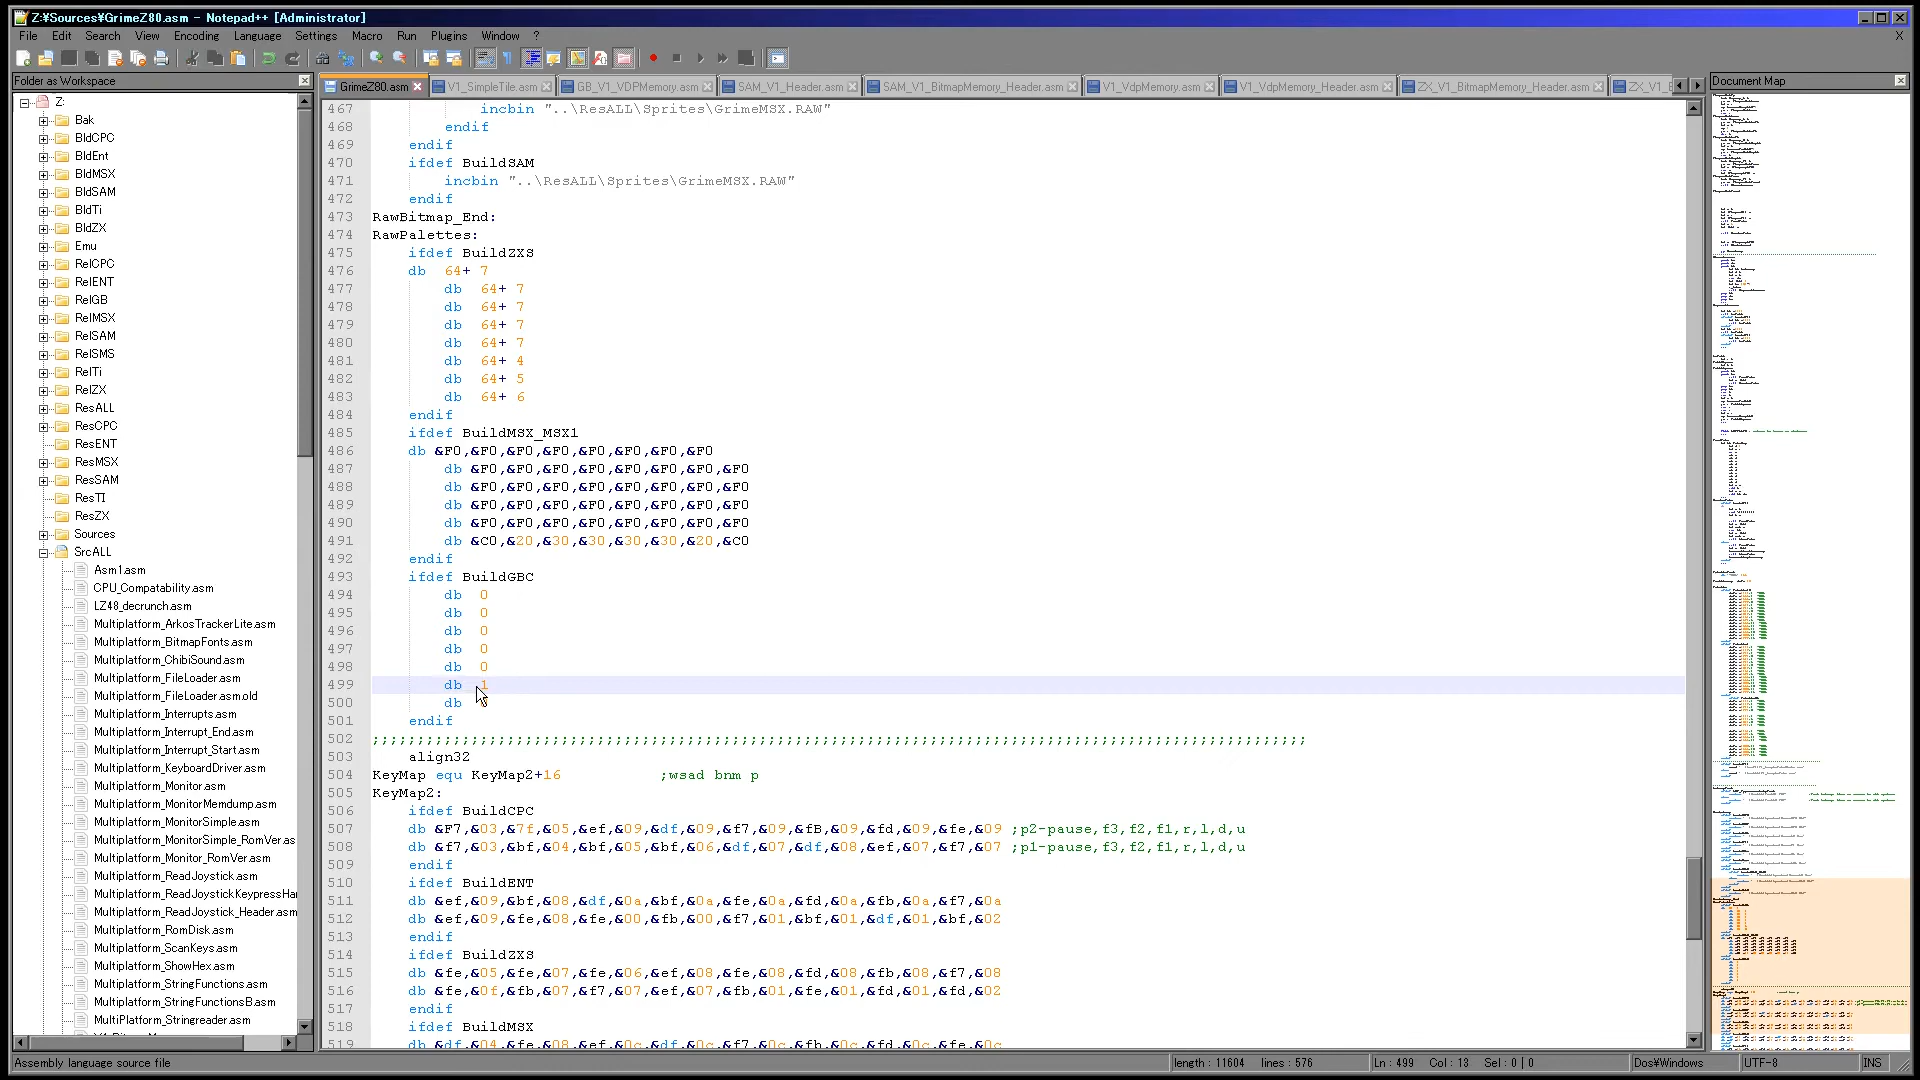 Z:¥Sources¥GrimeZ80.asm - Notepad++ [Administrator]
File Edit Search View Encoding Language Settings Macro Run Plugins Window ?
X
Folder as Workspace
GrimeZ80.asm V1_SimpleTile.asm GB_V1_VDPMemory.asm SAM_V1_Header.asm SAM_V1_BitmapMemory_Header.asm V1_VdpMemory.asm V1_VdpMemory_Header.asm ZX_V1_BitmapMemory_Header.asm ZX_V1_E
Document Map
Z:
Bak
BldCPC
BldEnt
BldMSX
BldSAM
BldTi
BldZX
Emu
RelCPC
RelENT
RelGB
RelMSX
RelSAM
RelSMS
RelTi
RelZX
ResALL
ResCPC
ResENT
ResMSX
ResSAM
ResTI
ResZX
Sources
SrcALL
Asm1.asm
CPU_Compatability.asm
LZ48_decrunch.asm
Multiplatform_ArkosTrackerLite.asm
Multiplatform_BitmapFonts.asm
Multiplatform_ChibiSound.asm
Multiplatform_FileLoader.asm
Multiplatform_FileLoader.asm.old
Multiplatform_Interrupts.asm
Multiplatform_Interrupt_End.asm
Multiplatform_Interrupt_Start.asm
Multiplatform_KeyboardDriver.asm
Multiplatform_Monitor.asm
Multiplatform_MonitorMemdump.asm
Multiplatform_MonitorSimple.asm
Multiplatform_MonitorSimple_RomVer.as
Multiplatform_Monitor_RomVer.asm
Multiplatform_ReadJoystick.asm
Multiplatform_ReadJoystickKeypressHar
Multiplatform_ReadJoystick_Header.asm
Multiplatform_RomDisk.asm
Multiplatform_ScanKeys.asm
Multiplatform_ShowHex.asm
Multiplatform_StringFunctions.asm
Multiplatform_StringFunctionsB.asm
MultiPlatform_Stringreader.asm
467 incbin "..\ResALL\Sprites\GrimeMSX.RAW"
468 endif
469 endif
470 ifdef BuildSAM
471 incbin "..\ResALL\Sprites\GrimeMSX.RAW"
472 endif
473 RawBitmap_End:
474 RawPalettes:
475 ifdef BuildZXS
476 db 64+ 7
477 db 64+ 7
478 db 64+ 7
479 db 64+ 7
480 db 64+ 7
481 db 64+ 4
482 db 64+ 5
483 db 64+ 6
484 endif
485 ifdef BuildMSX_MSX1
486 db &F0,&F0,&F0,&F0,&F0,&F0,&F0,&F0
487 db &F0,&F0,&F0,&F0,&F0,&F0,&F0,&F0
488 db &F0,&F0,&F0,&F0,&F0,&F0,&F0,&F0
489 db &F0,&F0,&F0,&F0,&F0,&F0,&F0,&F0
490 db &F0,&F0,&F0,&F0,&F0,&F0,&F0,&F0
491 db &C0,&20,&30,&30,&30,&30,&20,&C0
492 endif
493 ifdef BuildGBC
494 db 0
495 db 0
496 db 0
497 db 0
498 db 0
499 db 1
500 db
501 endif
502 ;;;;;;;;;;;;;;;;;;;;;;;;;;;;;;;;;;;;;;;;;;;;;;;;;;;;;;;;;;;;;;;;;;;;;;;;;;;;;;;;;;;;;;;;;;;;;;;;;;;;;;;;
503 align32
504 KeyMap equ KeyMap2+16 ;wsad bnm p
505 KeyMap2:
506 ifdef BuildCPC
507 db &F7,&03,&7f,&05,&ef,&09,&df,&09,&f7,&09,&fB,&09,&fd,&09,&fe,&09 ;p2-pause,f3,f2,f1,r,l,d,u
508 db &f7,&03,&bf,&04,&bf,&05,&bf,&06,&df,&07,&df,&08,&ef,&07,&f7,&07 ;p1-pause,f3,f2,f1,r,l,d,u
509 endif
510 ifdef BuildENT
511 db &ef,&09,&bf,&08,&df,&0a,&bf,&0a,&fe,&0a,&fd,&0a,&fb,&0a,&f7,&0a
512 db &ef,&09,&fe,&08,&fe,&00,&fb,&00,&f7,&01,&bf,&01,&df,&01,&bf,&02
513 endif
514 ifdef BuildZXS
515 db &fe,&05,&fe,&07,&fe,&06,&ef,&08,&fe,&08,&fd,&08,&fb,&08,&f7,&08
516 db &fe,&0f,&fb,&07,&f7,&07,&ef,&07,&fb,&01,&fe,&01,&fd,&01,&fd,&02
517 endif
518 ifdef BuildMSX
519 db &df,&04,&fe,&08,&ef,&0c,&df,&0c,&f7,&0c,&fb,&0c,&fd,&0c,&fe,&0c
Assembly language source file length : 11604 lines : 576 Ln : 499 Col : 13 Sel : 0 | 0 Dos¥Windows UTF-8 INS